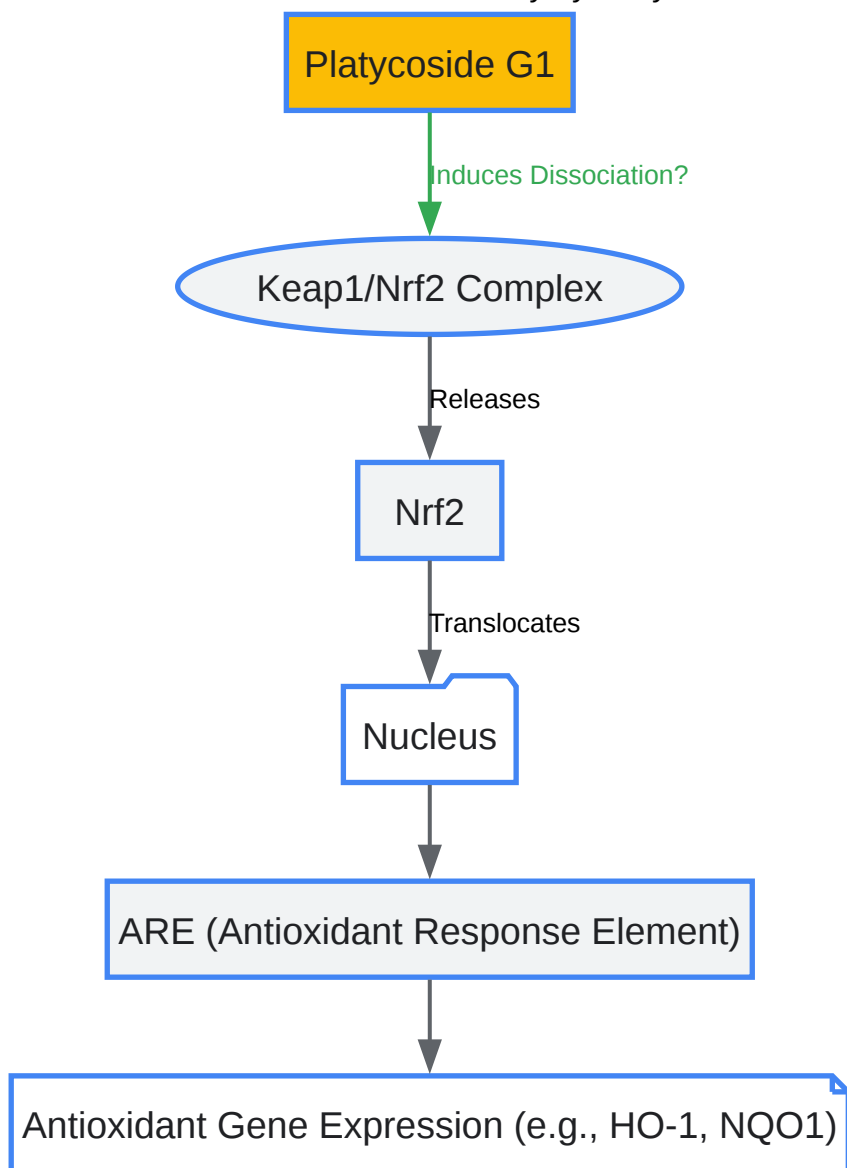 Platycoside G1
Induces Dissociation?
Keap1/Nrf2 Complex
Releases
Nrf2
Translocates
Nucleus
ARE (Antioxidant Response Element)
Antioxidant Gene Expression (e.g., HO-1, NQO1)